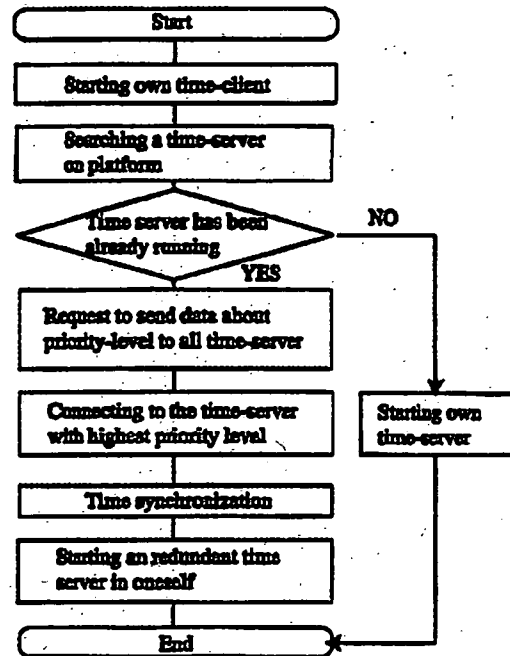 Start
Starting own time-client
Searching a time-server
on platform
Time server has been
already running
NO
YES
Request to send data about
priority-level to all time-server
Connecting to the time-server
with highest priority level
Starting own
time-server
Time synchronization
Starting an redundant time
server in oneself
End